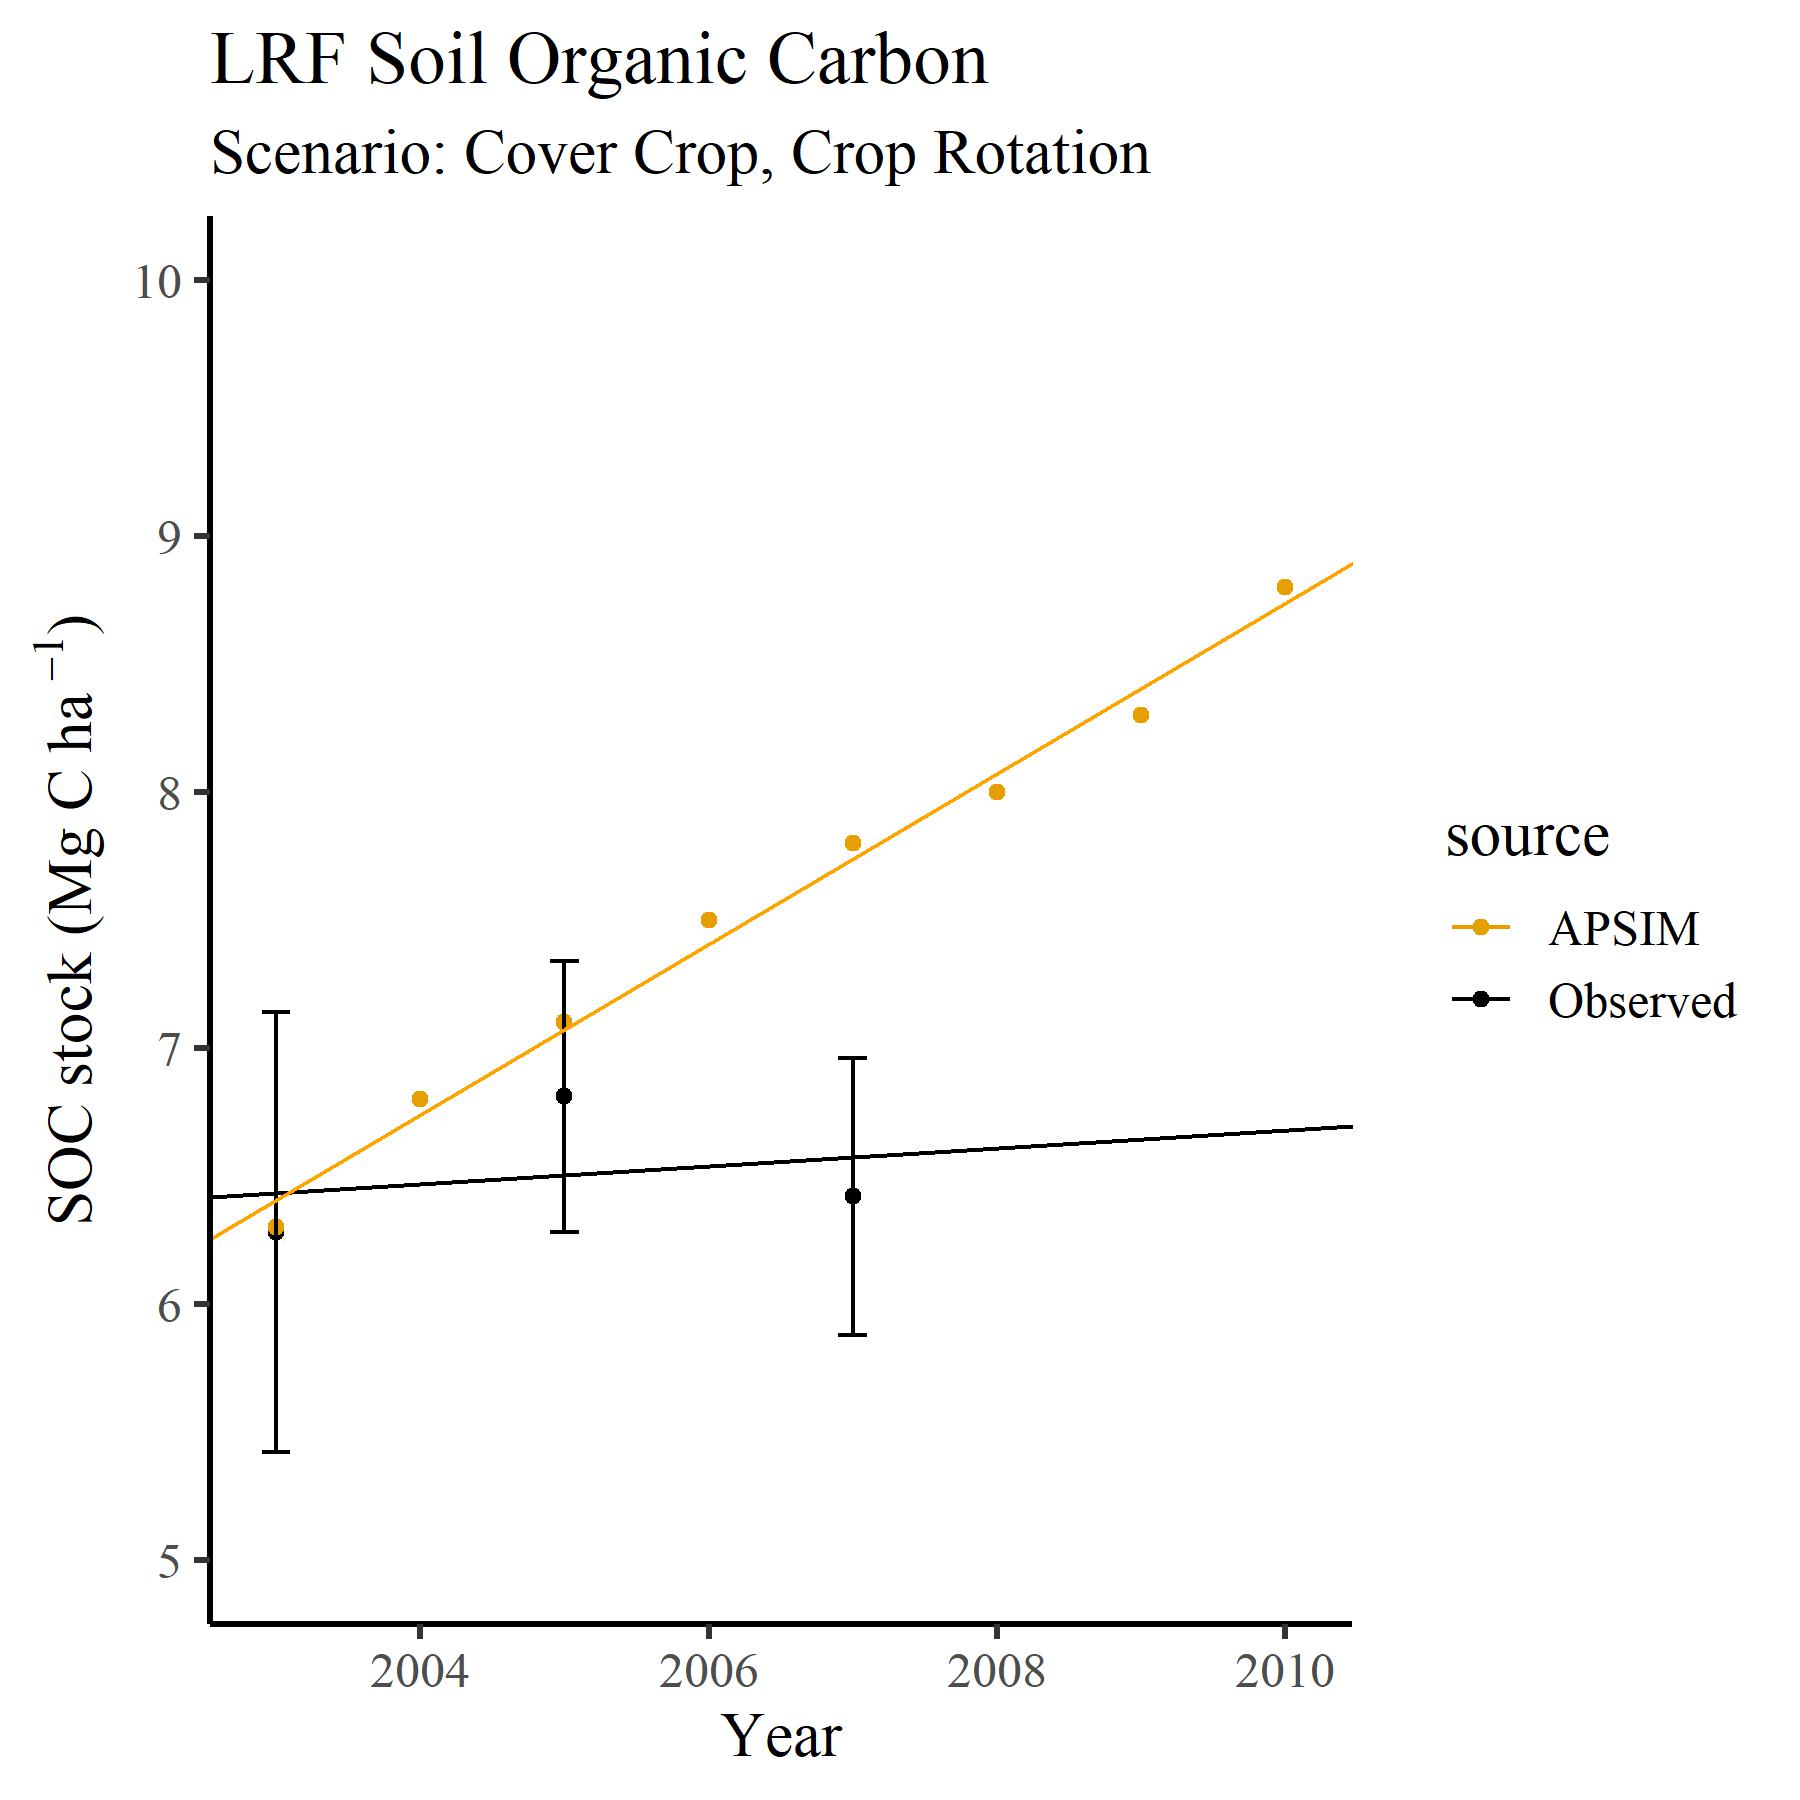 LRF Soil Organic Carbon
Scenario: Cover Crop, Crop Rotation
10
9
8
7
6
5
SOC stock (Mg C ha ⁻¹)
2004 2006 2008 2010
Year
source
APSIM
Observed